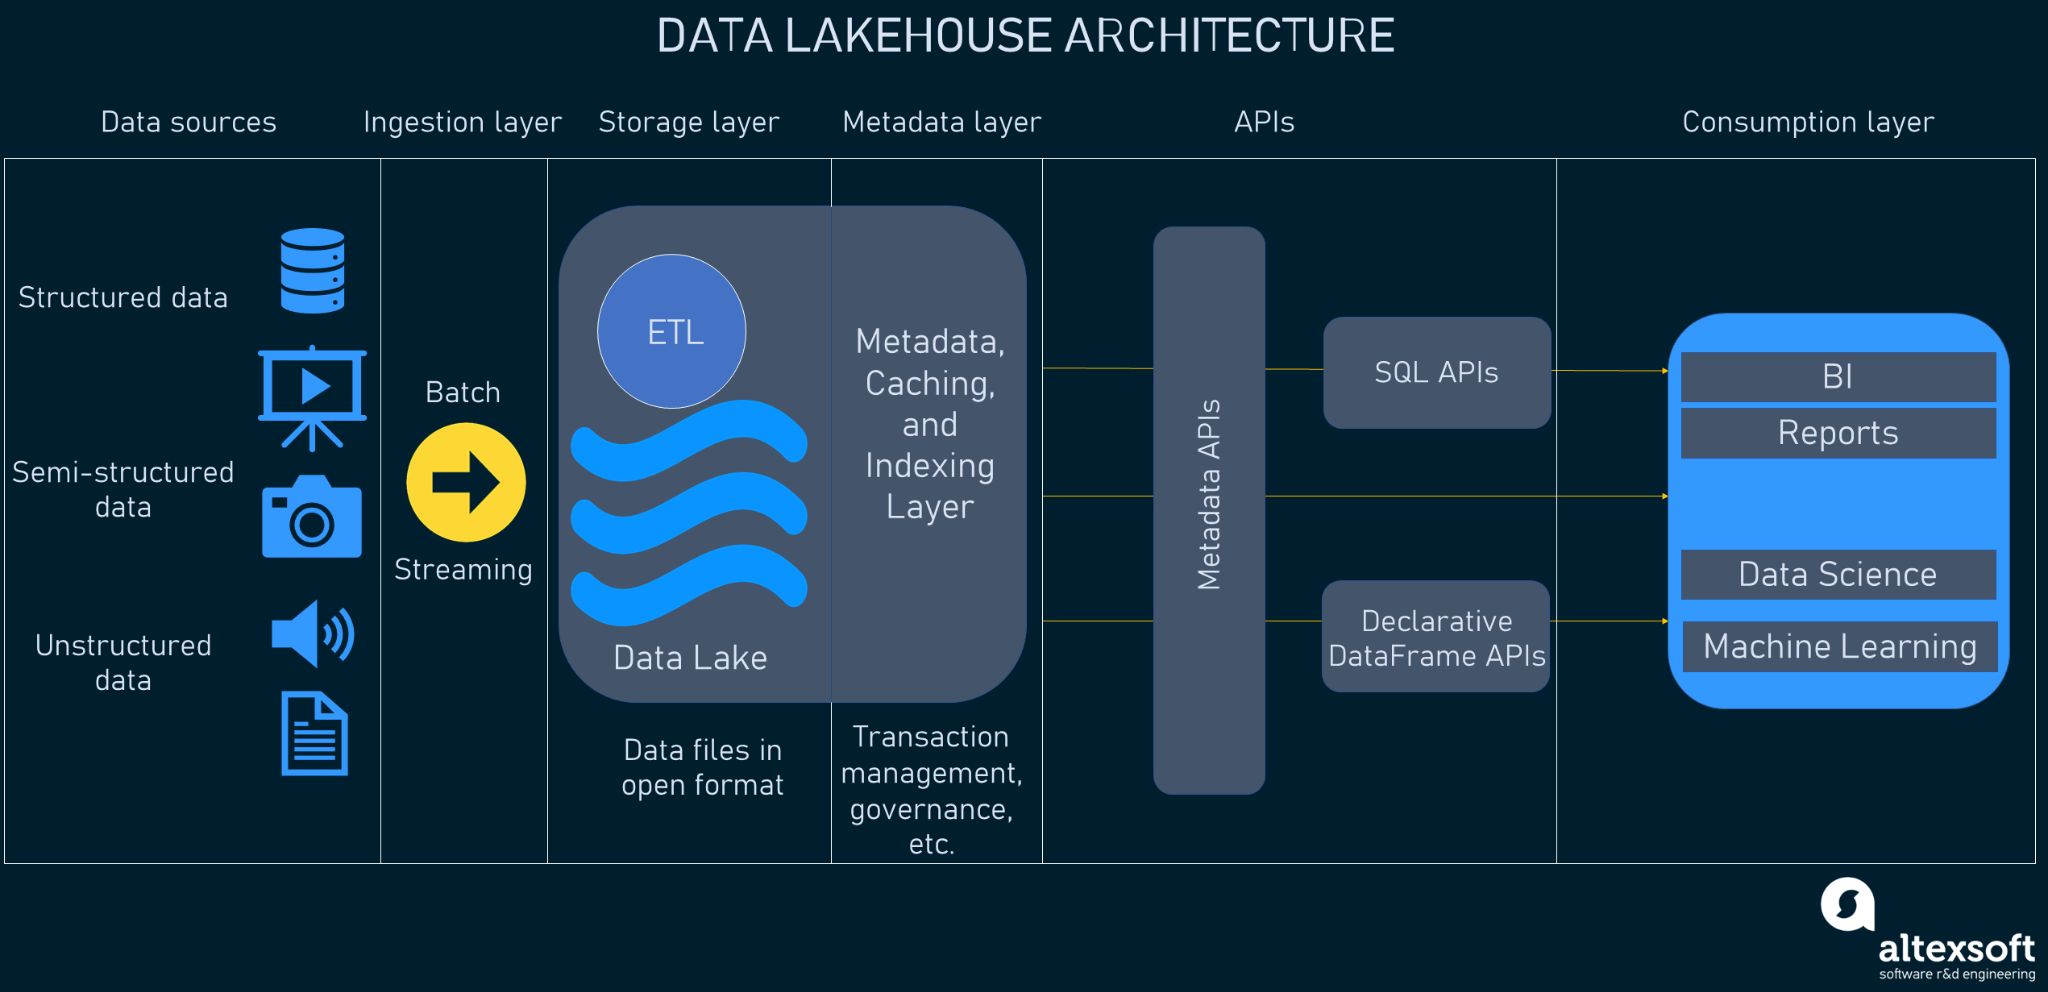 DATA LAKEHOUSE ARCHITECTURE
Data sources
Ingestion layer
Storage layer
Metadata layer
APIs
Consumption layer
Structured data
Semi-structured
data
Unstructured
data
Batch
Streaming
ETL
Data Lake
Data files in
open format
Metadata,
Caching,
and
Indexing
Layer
Transaction
management,
governance,
etc.
Metadata APIs
SQL APIs
Declarative
DataFrame APIs
BI
Reports
Data Science
Machine Learning
altexsoft
software r&d engineering